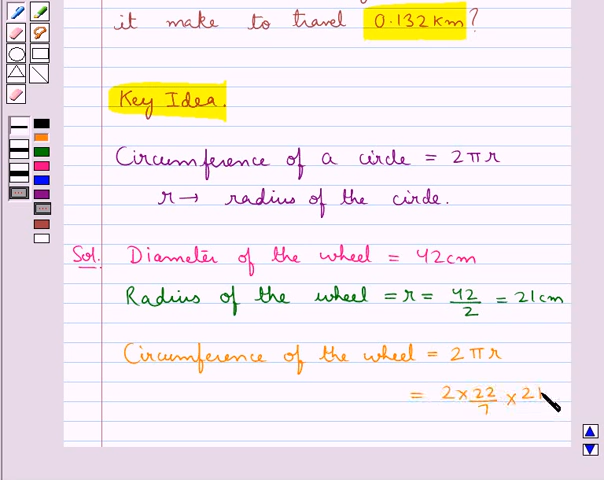 it make to travel 0.132 Km?
Key Idea.
Circumference of a circle = 2πr
r → radius of the circle.
Sol. Diameter of the wheel = 42cm
Radius of the wheel = r = 42/2 = 21cm
Circumference of the wheel = 2πr
= 2 × 22/7 × 21